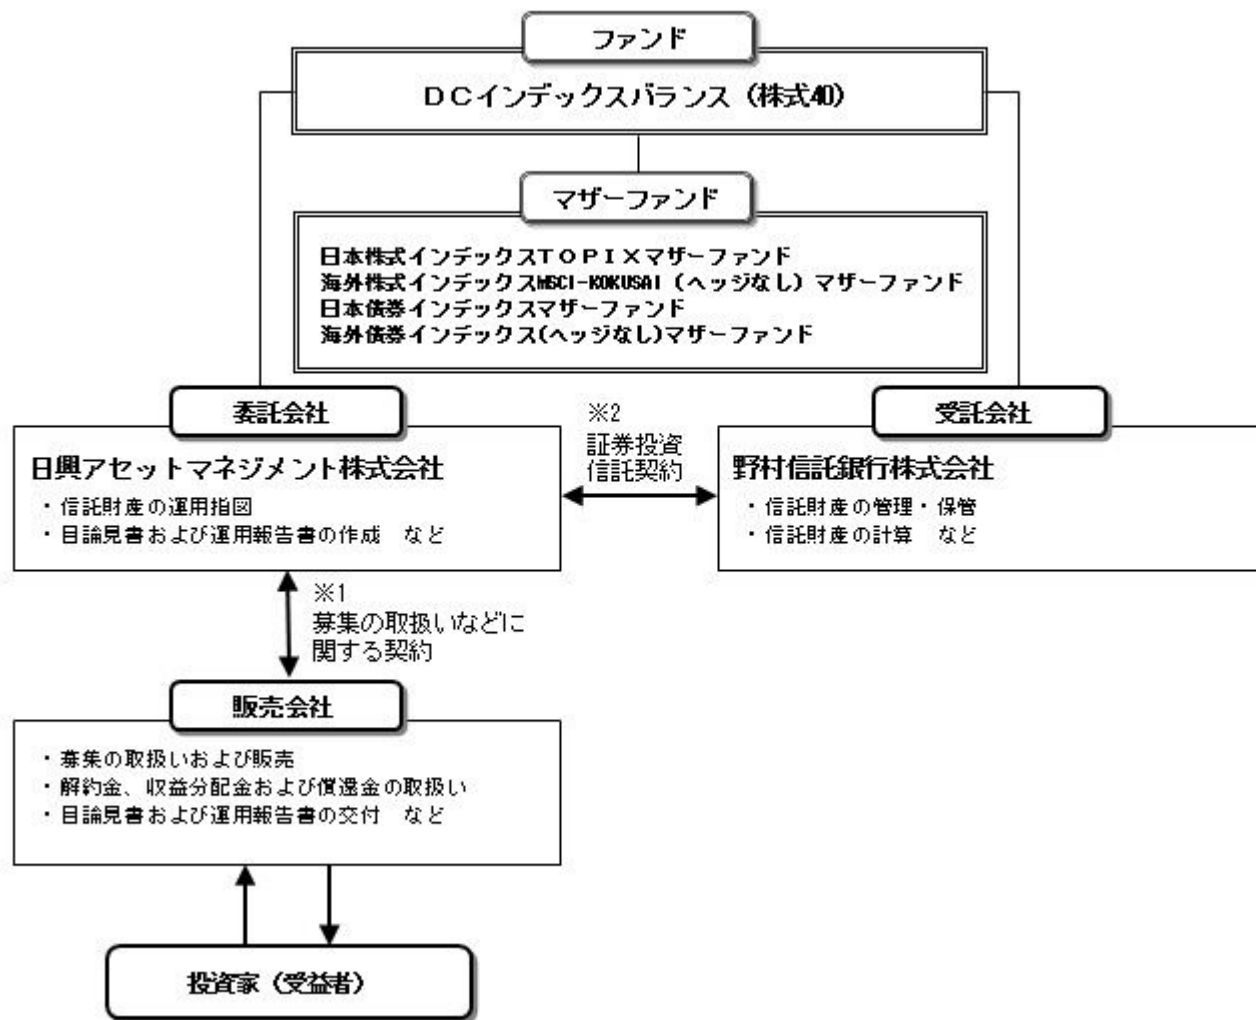 ファンド
DCインデックスバランス（株式40）
マザーファンド
日本株式インデックスTOPIXマザーファンド
海外株式インデックスMSCI-KOKUSAI（ヘッジなし）マザーファンド
日本債券インデックスマザーファンド
海外債券インデックス(ヘッジなし)マザーファンド
委託会社
日興アセットマネジメント株式会社
・信託財産の運用指図
・目論見書および運用報告書の作成　など
※2
証券投資
信託契約
受託会社
野村信託銀行株式会社
・信託財産の管理・保管
・信託財産の計算　など
※1
募集の取扱いなどに
関する契約
販売会社
・募集の取扱いおよび販売
・解約金、収益分配金および償還金の取扱い
・目論見書および運用報告書の交付　など
投資家（受益者）